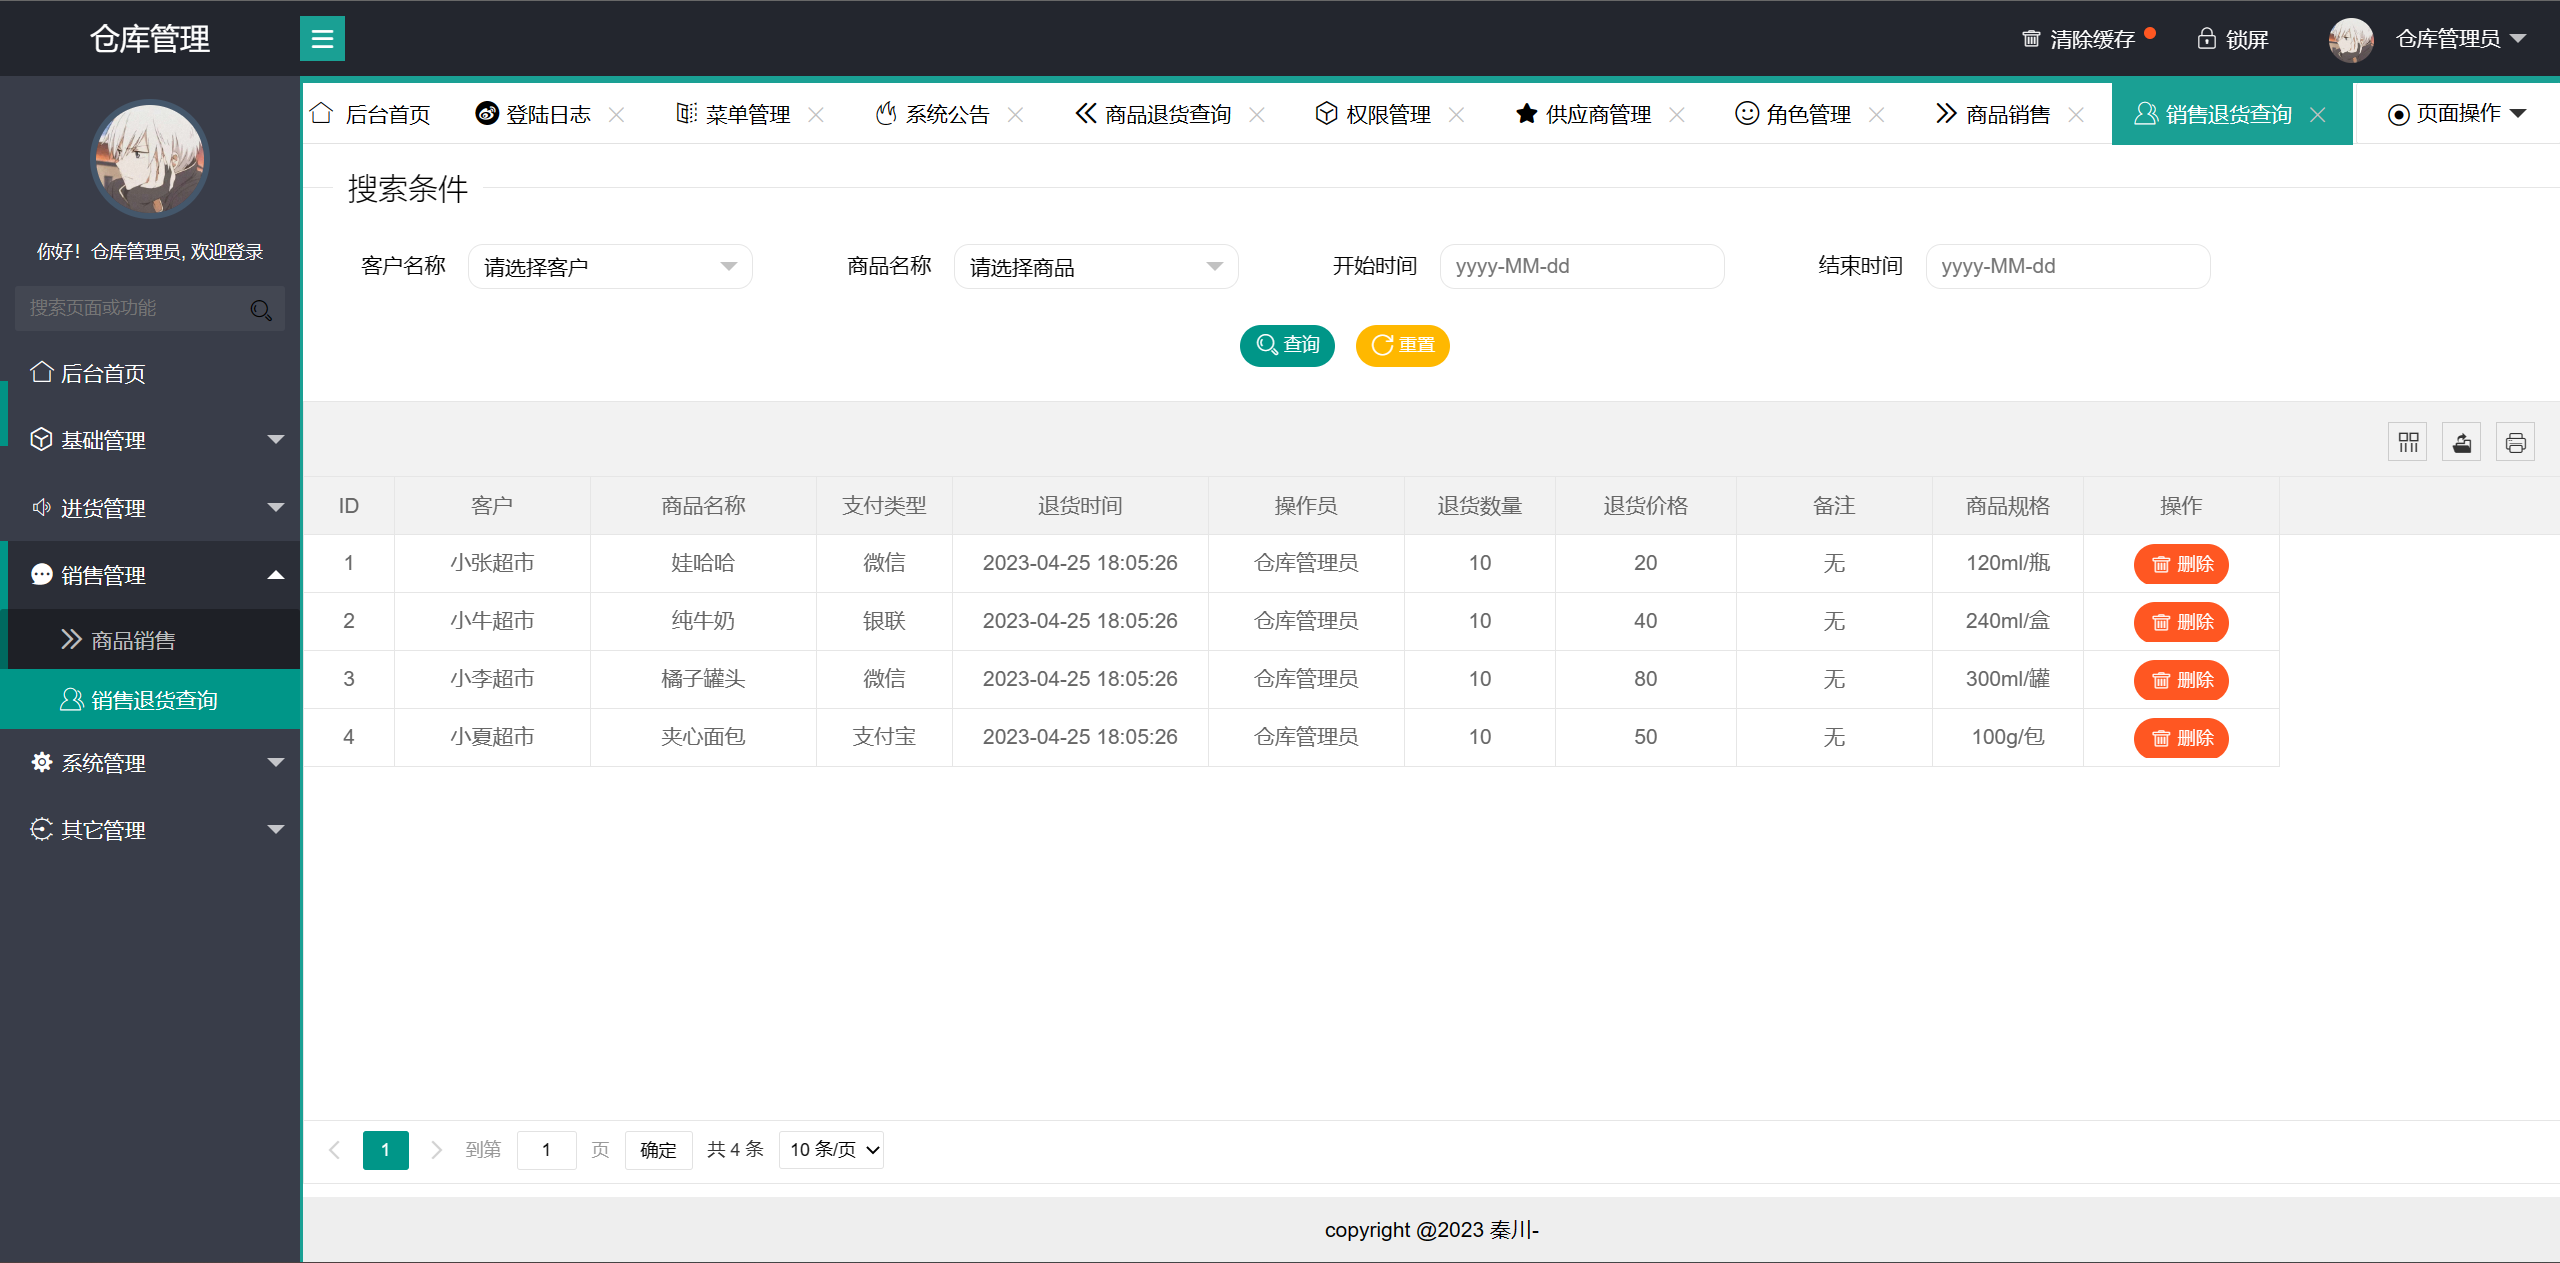 仓库管理
清除缓存 锁屏 仓库管理员
你好！仓库管理员, 欢迎登录
搜索页面或功能
后台首页
基础管理
进货管理
销售管理
商品销售
销售退货查询
系统管理
其它管理
后台首页 登陆日志 菜单管理 系统公告 商品退货查询 权限管理 供应商管理 角色管理 商品销售 销售退货查询 页面操作
搜索条件
客户名称 请选择客户 商品名称 请选择商品 开始时间 yyyy-MM-dd 结束时间 yyyy-MM-dd
查询 重置
ID 客户 商品名称 支付类型 退货时间 操作员 退货数量 退货价格 备注 商品规格 操作
1 小张超市 娃哈哈 微信 2023-04-25 18:05:26 仓库管理员 10 20 无 120ml/瓶 删除
2 小牛超市 纯牛奶 银联 2023-04-25 18:05:26 仓库管理员 10 40 无 240ml/盒 删除
3 小李超市 橘子罐头 微信 2023-04-25 18:05:26 仓库管理员 10 80 无 300ml/罐 删除
4 小夏超市 夹心面包 支付宝 2023-04-25 18:05:26 仓库管理员 10 50 无 100g/包 删除
1 到第 1 页 确定 共 4 条 10 条/页
copyright @2023 秦川-